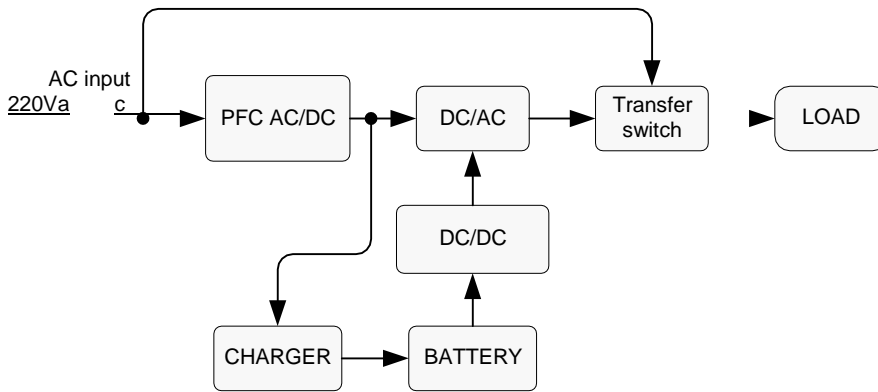 AC input
220Va c
PFC AC/DC
DC/AC
Transfer
switch
LOAD
DC/DC
CHARGER
BATTERY